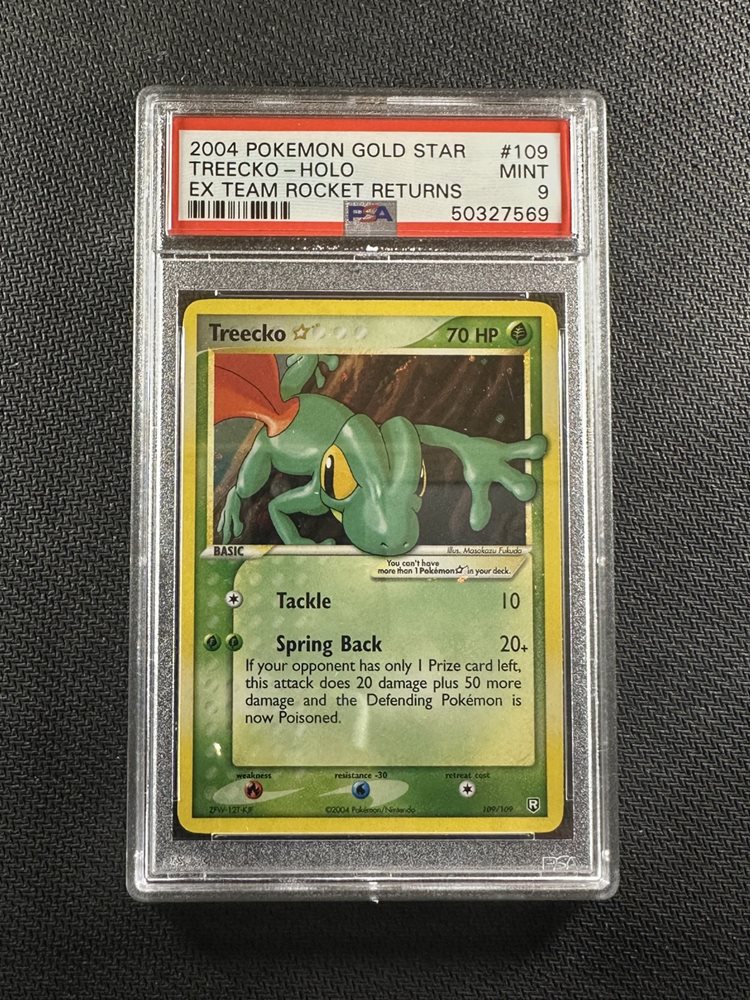 2004 POKEMON GOLD STAR #109
TREECKO - HOLO MINT
EX TEAM ROCKET RETURNS 9
PSA 50327569
Treecko 70 HP
BASIC
Illus. Masakazu Fukuda
You can't have
more than 1 Pokémon☆ in your deck.
Tackle 10
Spring Back 20+
If your opponent has only 1 Prize card left,
this attack does 20 damage plus 50 more
damage and the Defending Pokémon is
now Poisoned.
weakness resistance -30 retreat cost
©2004 Pokémon/Nintendo 109/109 R
PSA